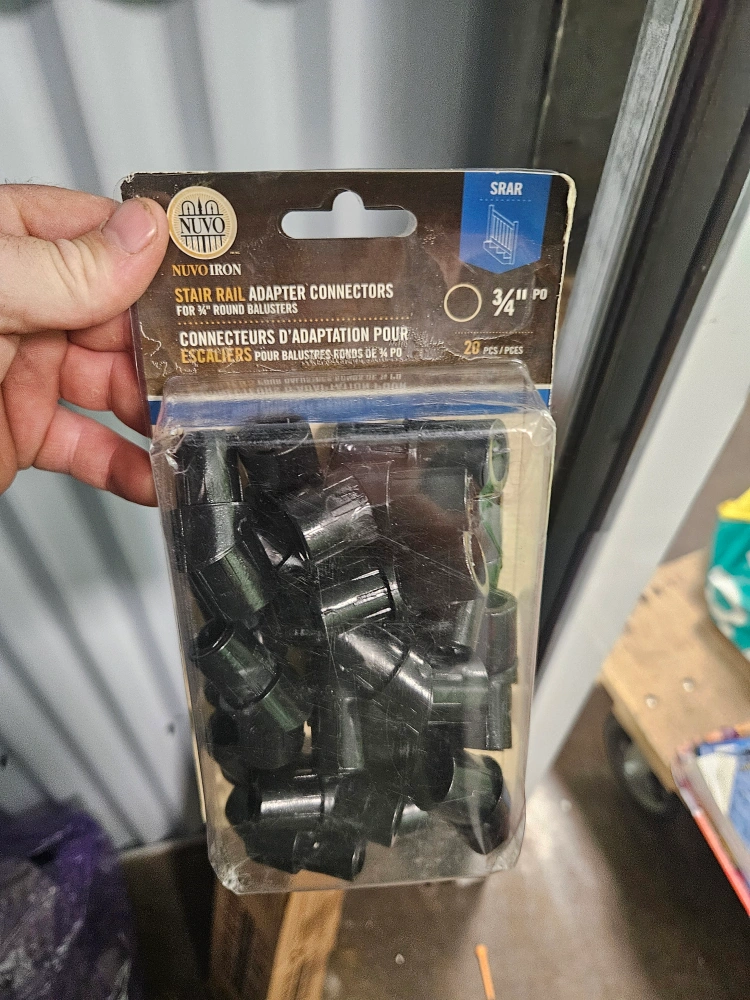 SRAR
NUVO
NUVO IRON
STAIR RAIL ADAPTER CONNECTORS
FOR ¾" ROUND BALUSTERS
¾" PO
CONNECTEURS D'ADAPTATION POUR
ESCALIERS POUR BALUSTRES RONDS DE ¾ PO
20 PCS/PCES